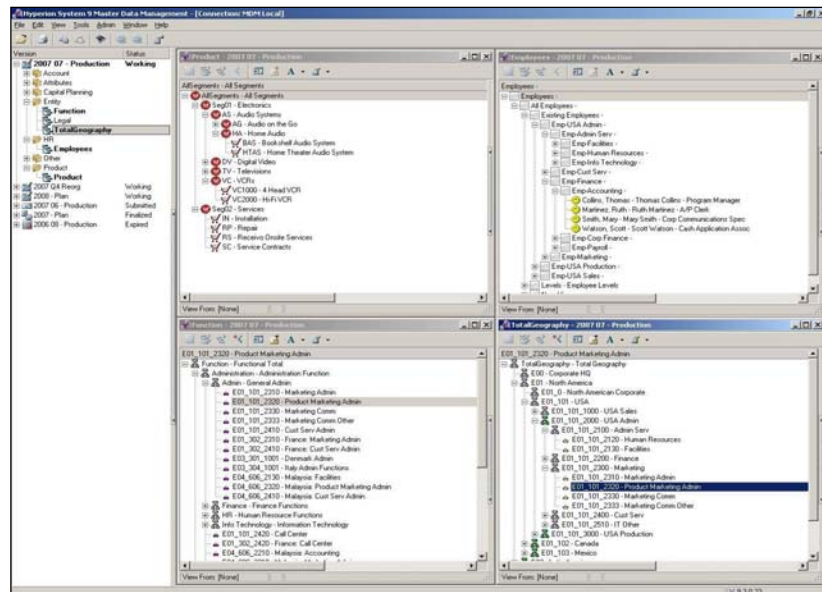 Hyperion System 9 Master Data Management - [Connection: MDM Local]
File Edit View Tools Admin Window Help
Version Status
2007 07 - Production Working
Account
Attributes
Capital Planning
Entity
Function
Legal
TotalGeography
HR
Employees
Other
Product
Product
2007 Q4 Reorg Working
2008 - Plan Working
2007 06 - Production Submitted
2007 - Plan Finalized
2006 08 - Production Expired
Product - 2007 07 - Production
AllSegments - All Segments
AllSegments - All Segments
Seg01 - Electronics
AS - Audio Systems
AG - Audio on the Go
HA - Home Audio
BAS - Bookshelf Audio System
HTAS - Home Theater Audio System
DV - Digital Video
TV - Televisions
VC - VCRs
VC1000 - 4 Head VCR
VC2000 - Hi-Fi VCR
Seg02 - Services
IN - Installation
RP - Repair
RS - Receivo Onsite Services
SC - Service Contracts
View From: [None]
Employees - 2007 07 - Production
Employees -
Employees -
All Employees -
Existing Employees -
Emp-USA Admin -
Emp-Admin Serv -
Emp-Facilities -
Emp-Human Resources -
Emp-Info Technology -
Emp-Cust Serv -
Emp-Finance -
Emp-Accounting -
Collins, Thomas - Thomas Collins - Program Manager
Martinez, Ruth - Ruth Martinez - A/P Clerk
Smith, Mary - Mary Smith - Corp Communications Spec
Watson, Scott - Scott Watson - Cash Application Assoc
Emp-Corp Finance -
Emp-Payroll -
Emp-Marketing -
Emp-USA Production -
Emp-USA Sales -
Levels - Employee Levels
View From: [None]
Function - 2007 07 - Production
E01_101_2320 - Product Marketing Admin
Function - Functional Total
Administration - Administration Function
Admin - General Admin
E01_101_2310 - Marketing Admin
E01_101_2320 - Product Marketing Admin
E01_101_2330 - Marketing Comm
E01_101_2333 - Marketing Comm Other
E01_101_2410 - Cust Serv Admin
E01_302_2310 - France: Marketing Admin
E01_302_2410 - France: Cust Serv Admin
E03_301_1001 - Denmark Admin
E03_304_1001 - Italy Admin Functions
E04_606_2130 - Malaysia: Facilities
E04_606_2320 - Malaysia: Product Marketing Admin
E04_606_2410 - Malaysia: Cust Serv Admin
Finance - Finance Functions
HR - Human Resource Functions
Info Technology - Information Technology
E01_101_2420 - Call Center
E01_302_2420 - France: Call Center
E04_606_2210 - Malaysia: Accounting
View From: [None]
TotalGeography - 2007 07 - Production
E01_101_2320 - Product Marketing Admin
TotalGeography - Total Geography
E00 - Corporate HQ
E01 - North America
E01_0 - North American Corporate
E01_101 - USA
E01_101_1000 - USA Sales
E01_101_2000 - USA Admin
E01_101_2100 - Admin Serv
E01_101_2120 - Human Resources
E01_101_2130 - Facilities
E01_101_2200 - Finance
E01_101_2300 - Marketing
E01_101_2310 - Marketing Admin
E01_101_2320 - Product Marketing Admin
E01_101_2330 - Marketing Comm
E01_101_2333 - Marketing Comm Other
E01_101_2400 - Cust Serv
E01_101_2510 - IT Other
E01_101_3000 - USA Production
E01_102 - Canada
E01_103 - Mexico
View From: [None]